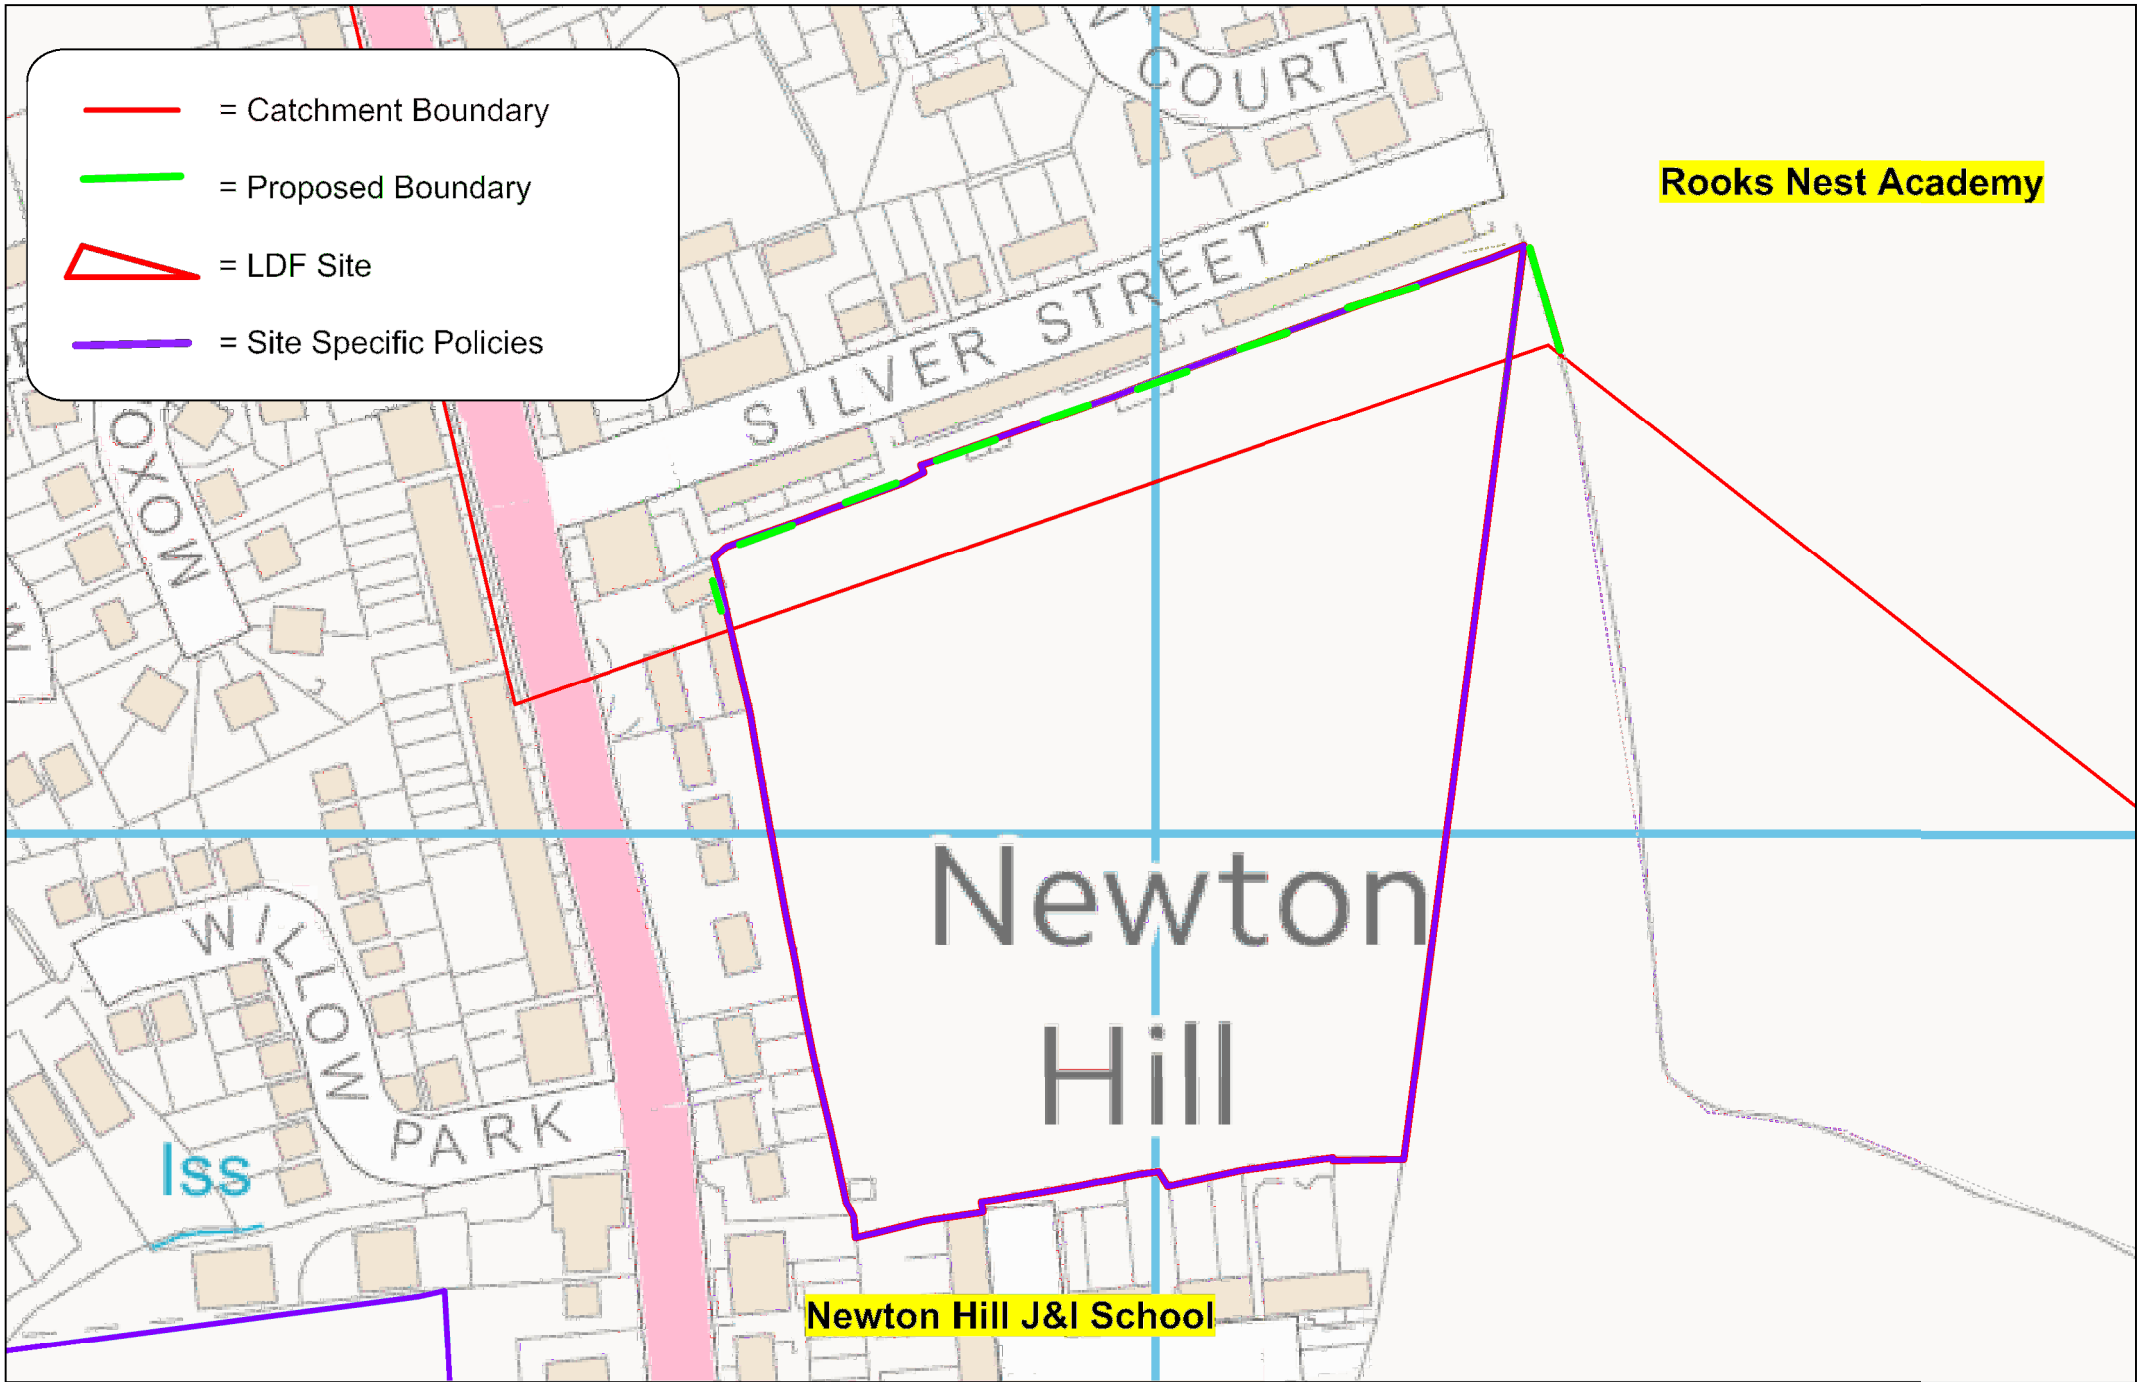 = Catchment Boundary
= Proposed Boundary
= LDF Site
= Site Specific Policies
COURT
Rooks Nest Academy
SILVER STREET
OXOW
Newton
Hill
WILLOW
PARK
Iss
Newton Hill J&I School